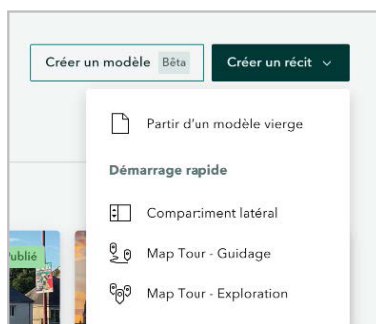 Créer un modèle Bêta Créer un récit
Partir d'un modèle vierge
Démarrage rapide
Compartiment latéral
Map Tour - Guidage
Map Tour - Exploration